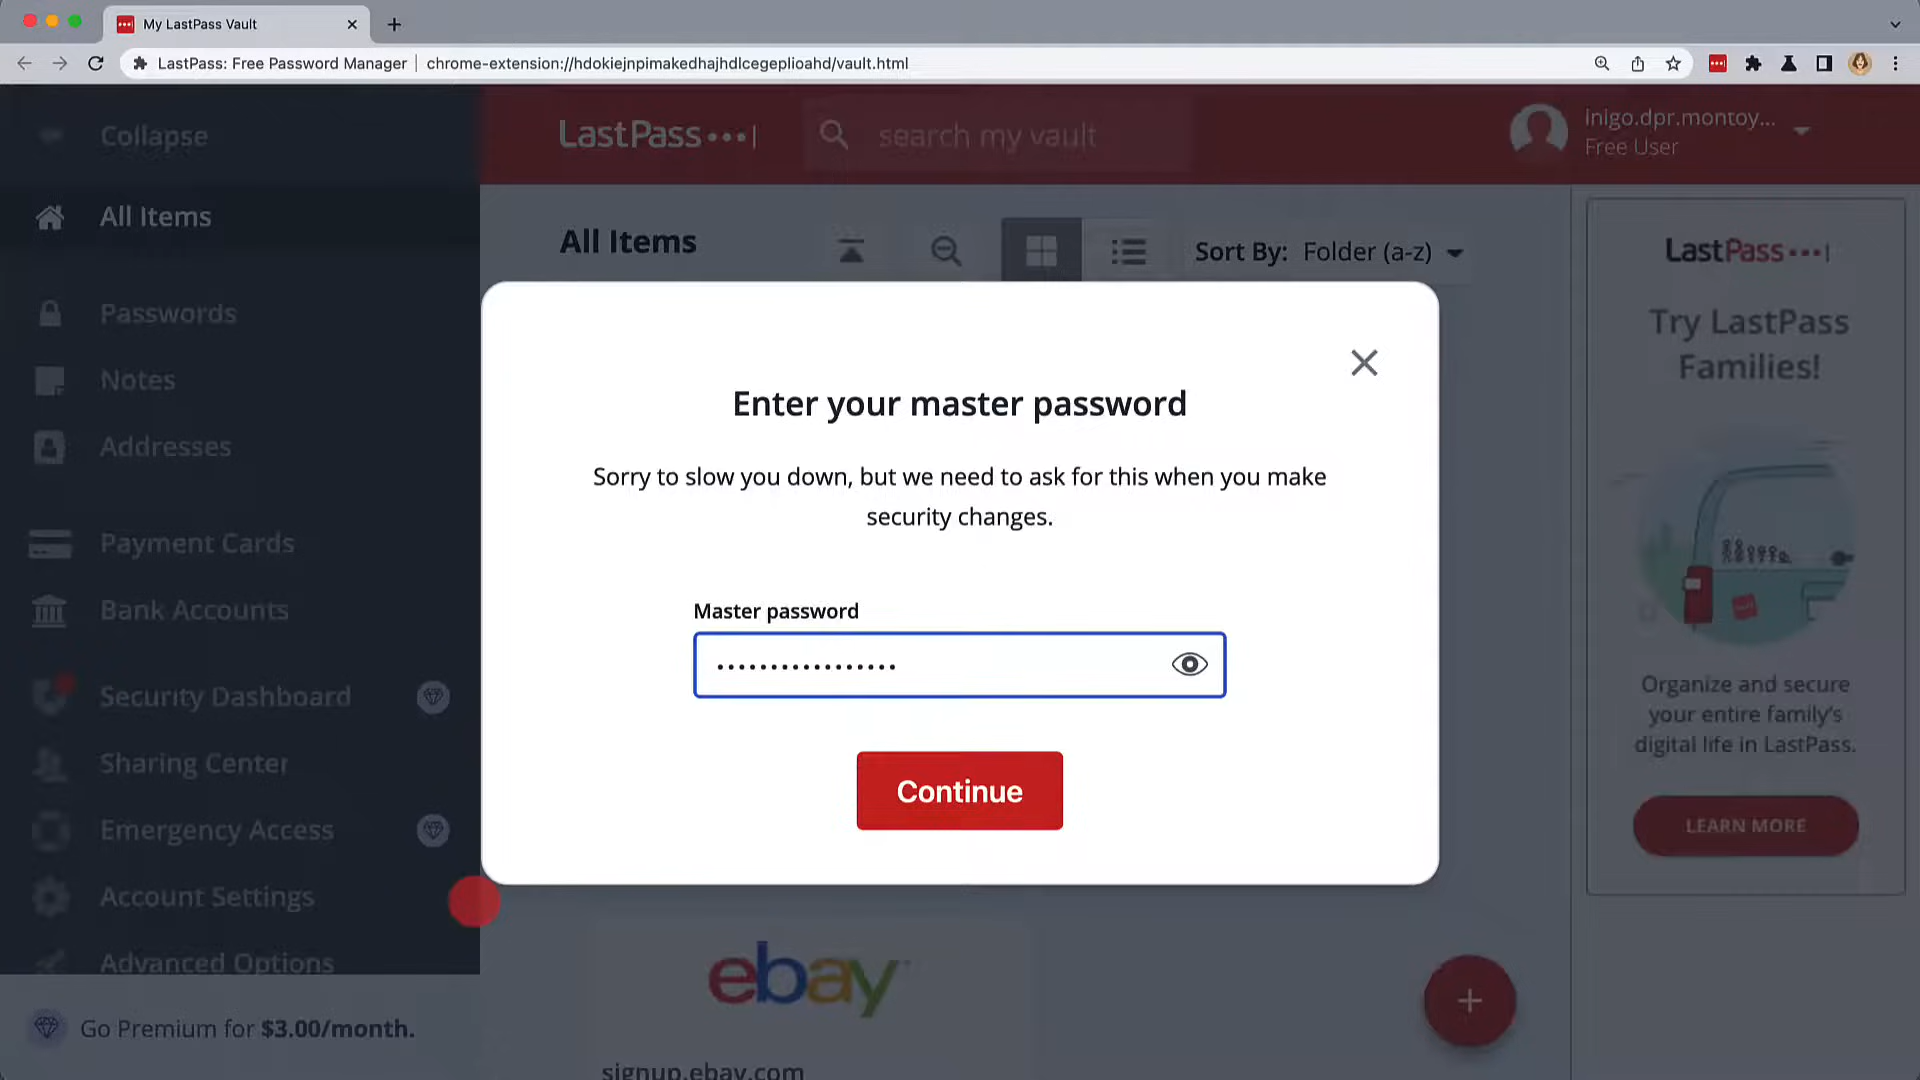 My LastPass Vault
LastPass: Free Password Manager
chrome-extension://hdokiejnpimakedhajhdlcegeplioahd/vault.html
Collapse
All Items
Passwords
Notes
Addresses
Payment Cards
Bank Accounts
Security Dashboard
Sharing Center
Emergency Access
Account Settings
Advanced Options
Go Premium for $3.00/month.
LastPass
search my vault
inigo.dpr.montoy...
Free User
All Items
Sort By: Folder (a-z)
Enter your master password
Sorry to slow you down, but we need to ask for this when you make
security changes.
Master password
•••••••••••••••••
Continue
ebay
signup.ebay.com
LastPass
Try LastPass
Families!
Organize and secure
your entire family's
digital life in LastPass.
LEARN MORE